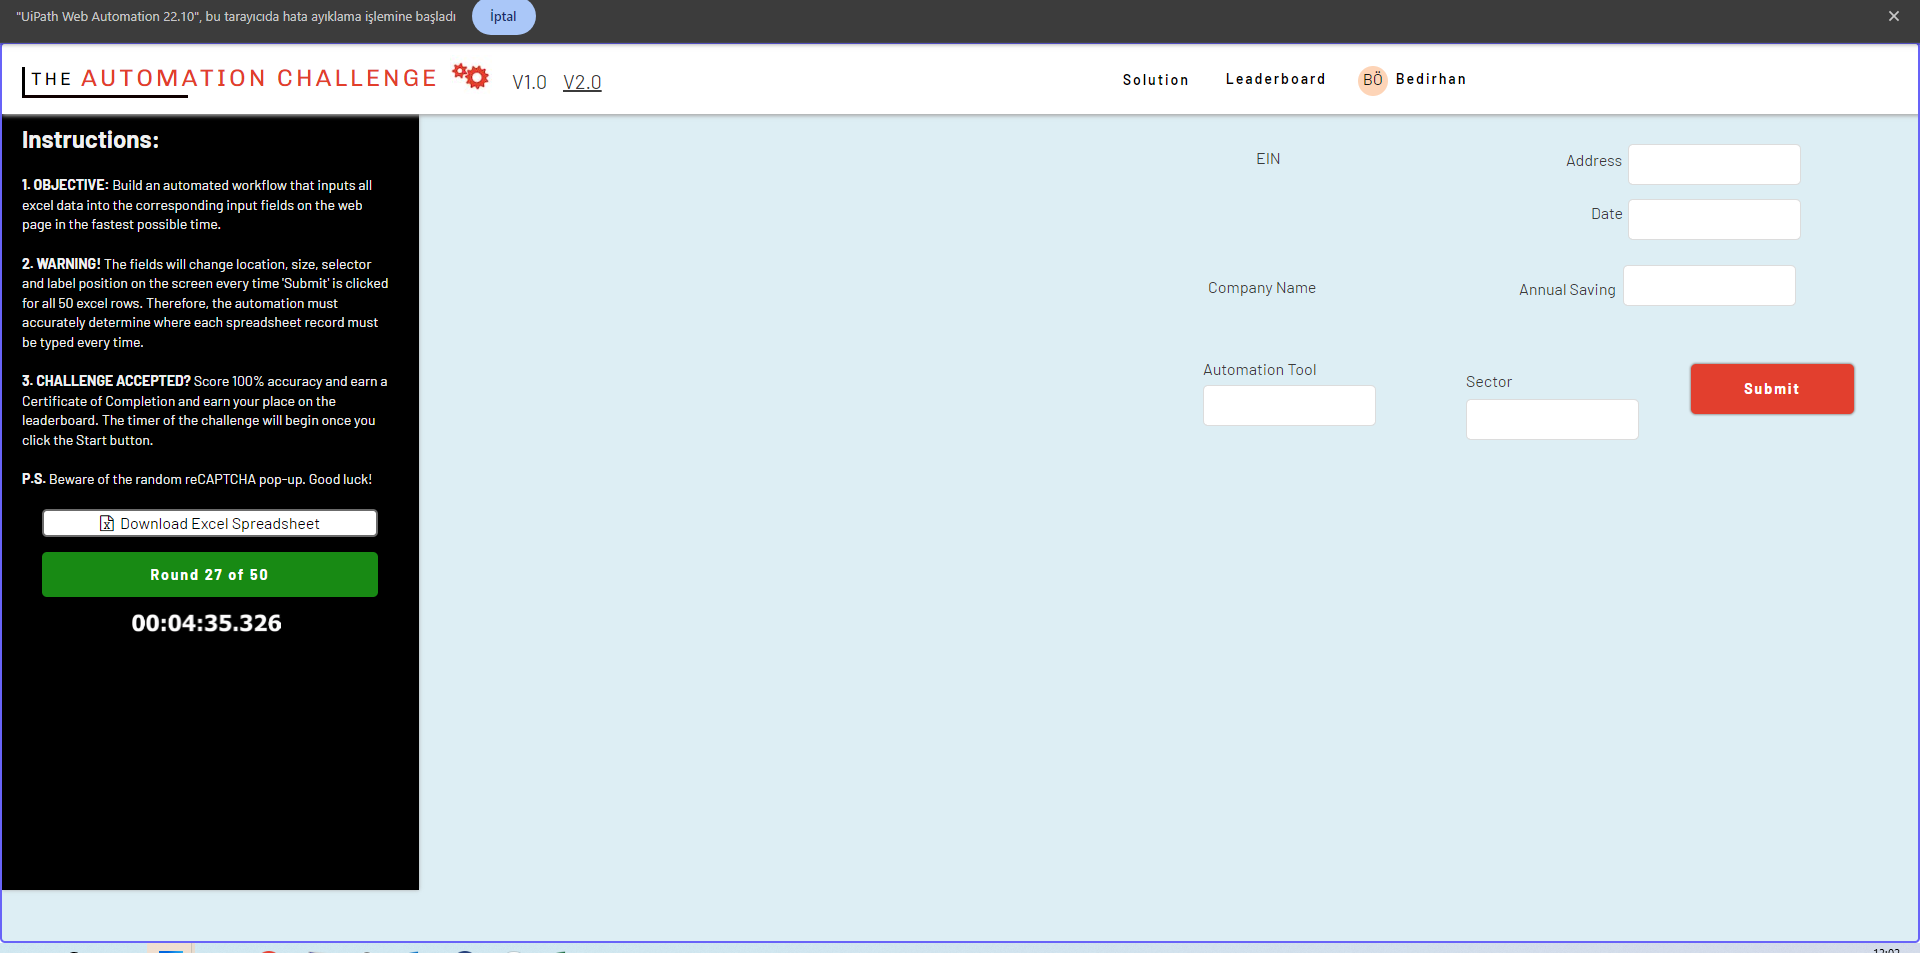 "UiPath Web Automation 22.10", bu tarayıcıda hata ayıklama işlemine başladı İptal
THE AUTOMATION CHALLENGE V1.0 V2.0 Solution Leaderboard BÖ Bedirhan
Instructions:
1. OBJECTIVE: Build an automated workflow that inputs all
excel data into the corresponding input fields on the web
page in the fastest possible time.
2. WARNING! The fields will change location, size, selector
and label position on the screen every time 'Submit' is clicked
for all 50 excel rows. Therefore, the automation must
accurately determine where each spreadsheet record must
be typed every time.
3. CHALLENGE ACCEPTED? Score 100% accuracy and earn a
Certificate of Completion and earn your place on the
leaderboard. The timer of the challenge will begin once you
click the Start button.
P.S. Beware of the random reCAPTCHA pop-up. Good luck!
Download Excel Spreadsheet
Round 27 of 50
00:04:35.326
EIN
Address
Date
Company Name
Annual Saving
Automation Tool
Sector
Submit